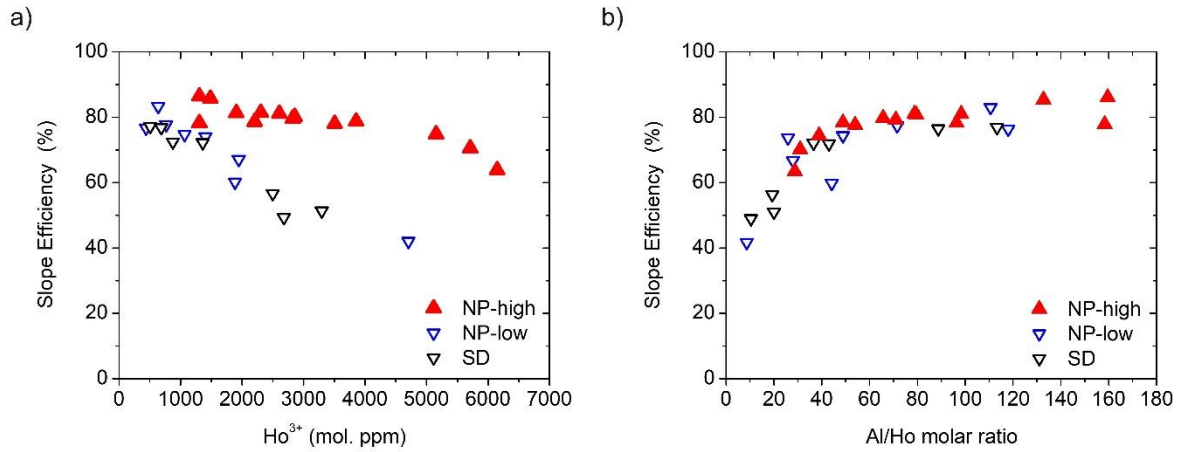 a)
100
80
60
40
20
0
Slope Efficiency (%)
0 1000 2000 3000 4000 5000 6000 7000
Ho³⁺ (mol. ppm)
NP-high
NP-low
SD
b)
100
80
60
40
20
0
Slope Efficiency (%)
0 20 40 60 80 100 120 140 160 180
Al/Ho molar ratio
NP-high
NP-low
SD